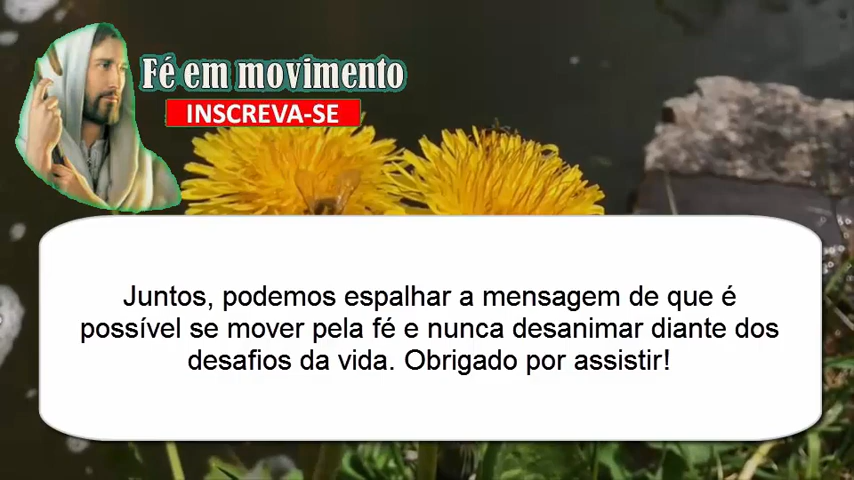 Fé em movimento
INSCREVA-SE
Juntos, podemos espalhar a mensagem de que é
possível se mover pela fé e nunca desanimar diante dos
desafios da vida. Obrigado por assistir!